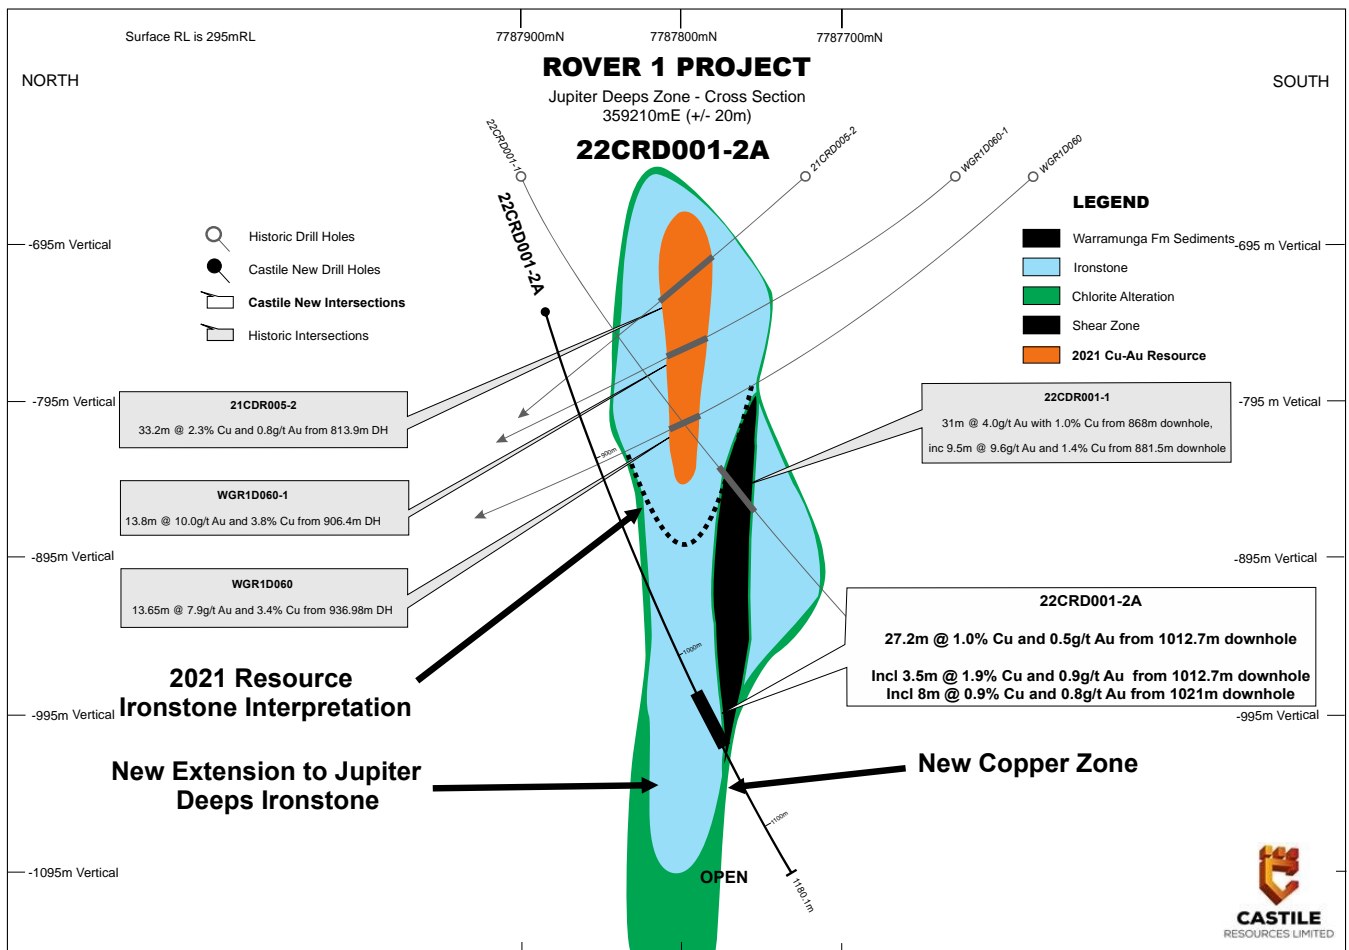 Surface RL is 295mRL
7787900mN
7787800mN
7787700mN
NORTH
SOUTH
ROVER 1 PROJECT
Jupiter Deeps Zone - Cross Section
359210mE (+/- 20m)
22CRD001-2A
22CRD001-1
21CRD005-2
WGR1D060-1
WGR1D060
22CRD001-2A
Historic Drill Holes
Castile New Drill Holes
Castile New Intersections
Historic Intersections
LEGEND
Warramunga Fm Sediments
Ironstone
Chlorite Alteration
Shear Zone
2021 Cu-Au Resource
-695m Vertical
-695 m Vertical
-795m Vertical
-795 m Vetical
-895m Vertical
-895m Vertical
-995m Vertical
-995m Vertical
-1095m Vertical
21CDR005-2
33.2m @ 2.3% Cu and 0.8g/t Au from 813.9m DH
WGR1D060-1
13.8m @ 10.0g/t Au and 3.8% Cu from 906.4m DH
WGR1D060
13.65m @ 7.9g/t Au and 3.4% Cu from 936.98m DH
22CDR001-1
31m @ 4.0g/t Au with 1.0% Cu from 868m downhole,
inc 9.5m @ 9.6g/t Au and 1.4% Cu from 881.5m downhole
22CRD001-2A
27.2m @ 1.0% Cu and 0.5g/t Au from 1012.7m downhole
Incl 3.5m @ 1.9% Cu and 0.9g/t Au from 1012.7m downhole
Incl 8m @ 0.9% Cu and 0.8g/t Au from 1021m downhole
900m
1000m
1100m
1180.1m
2021 Resource
Ironstone Interpretation
New Extension to Jupiter
Deeps Ironstone
New Copper Zone
OPEN
CASTILE
RESOURCES LIMITED